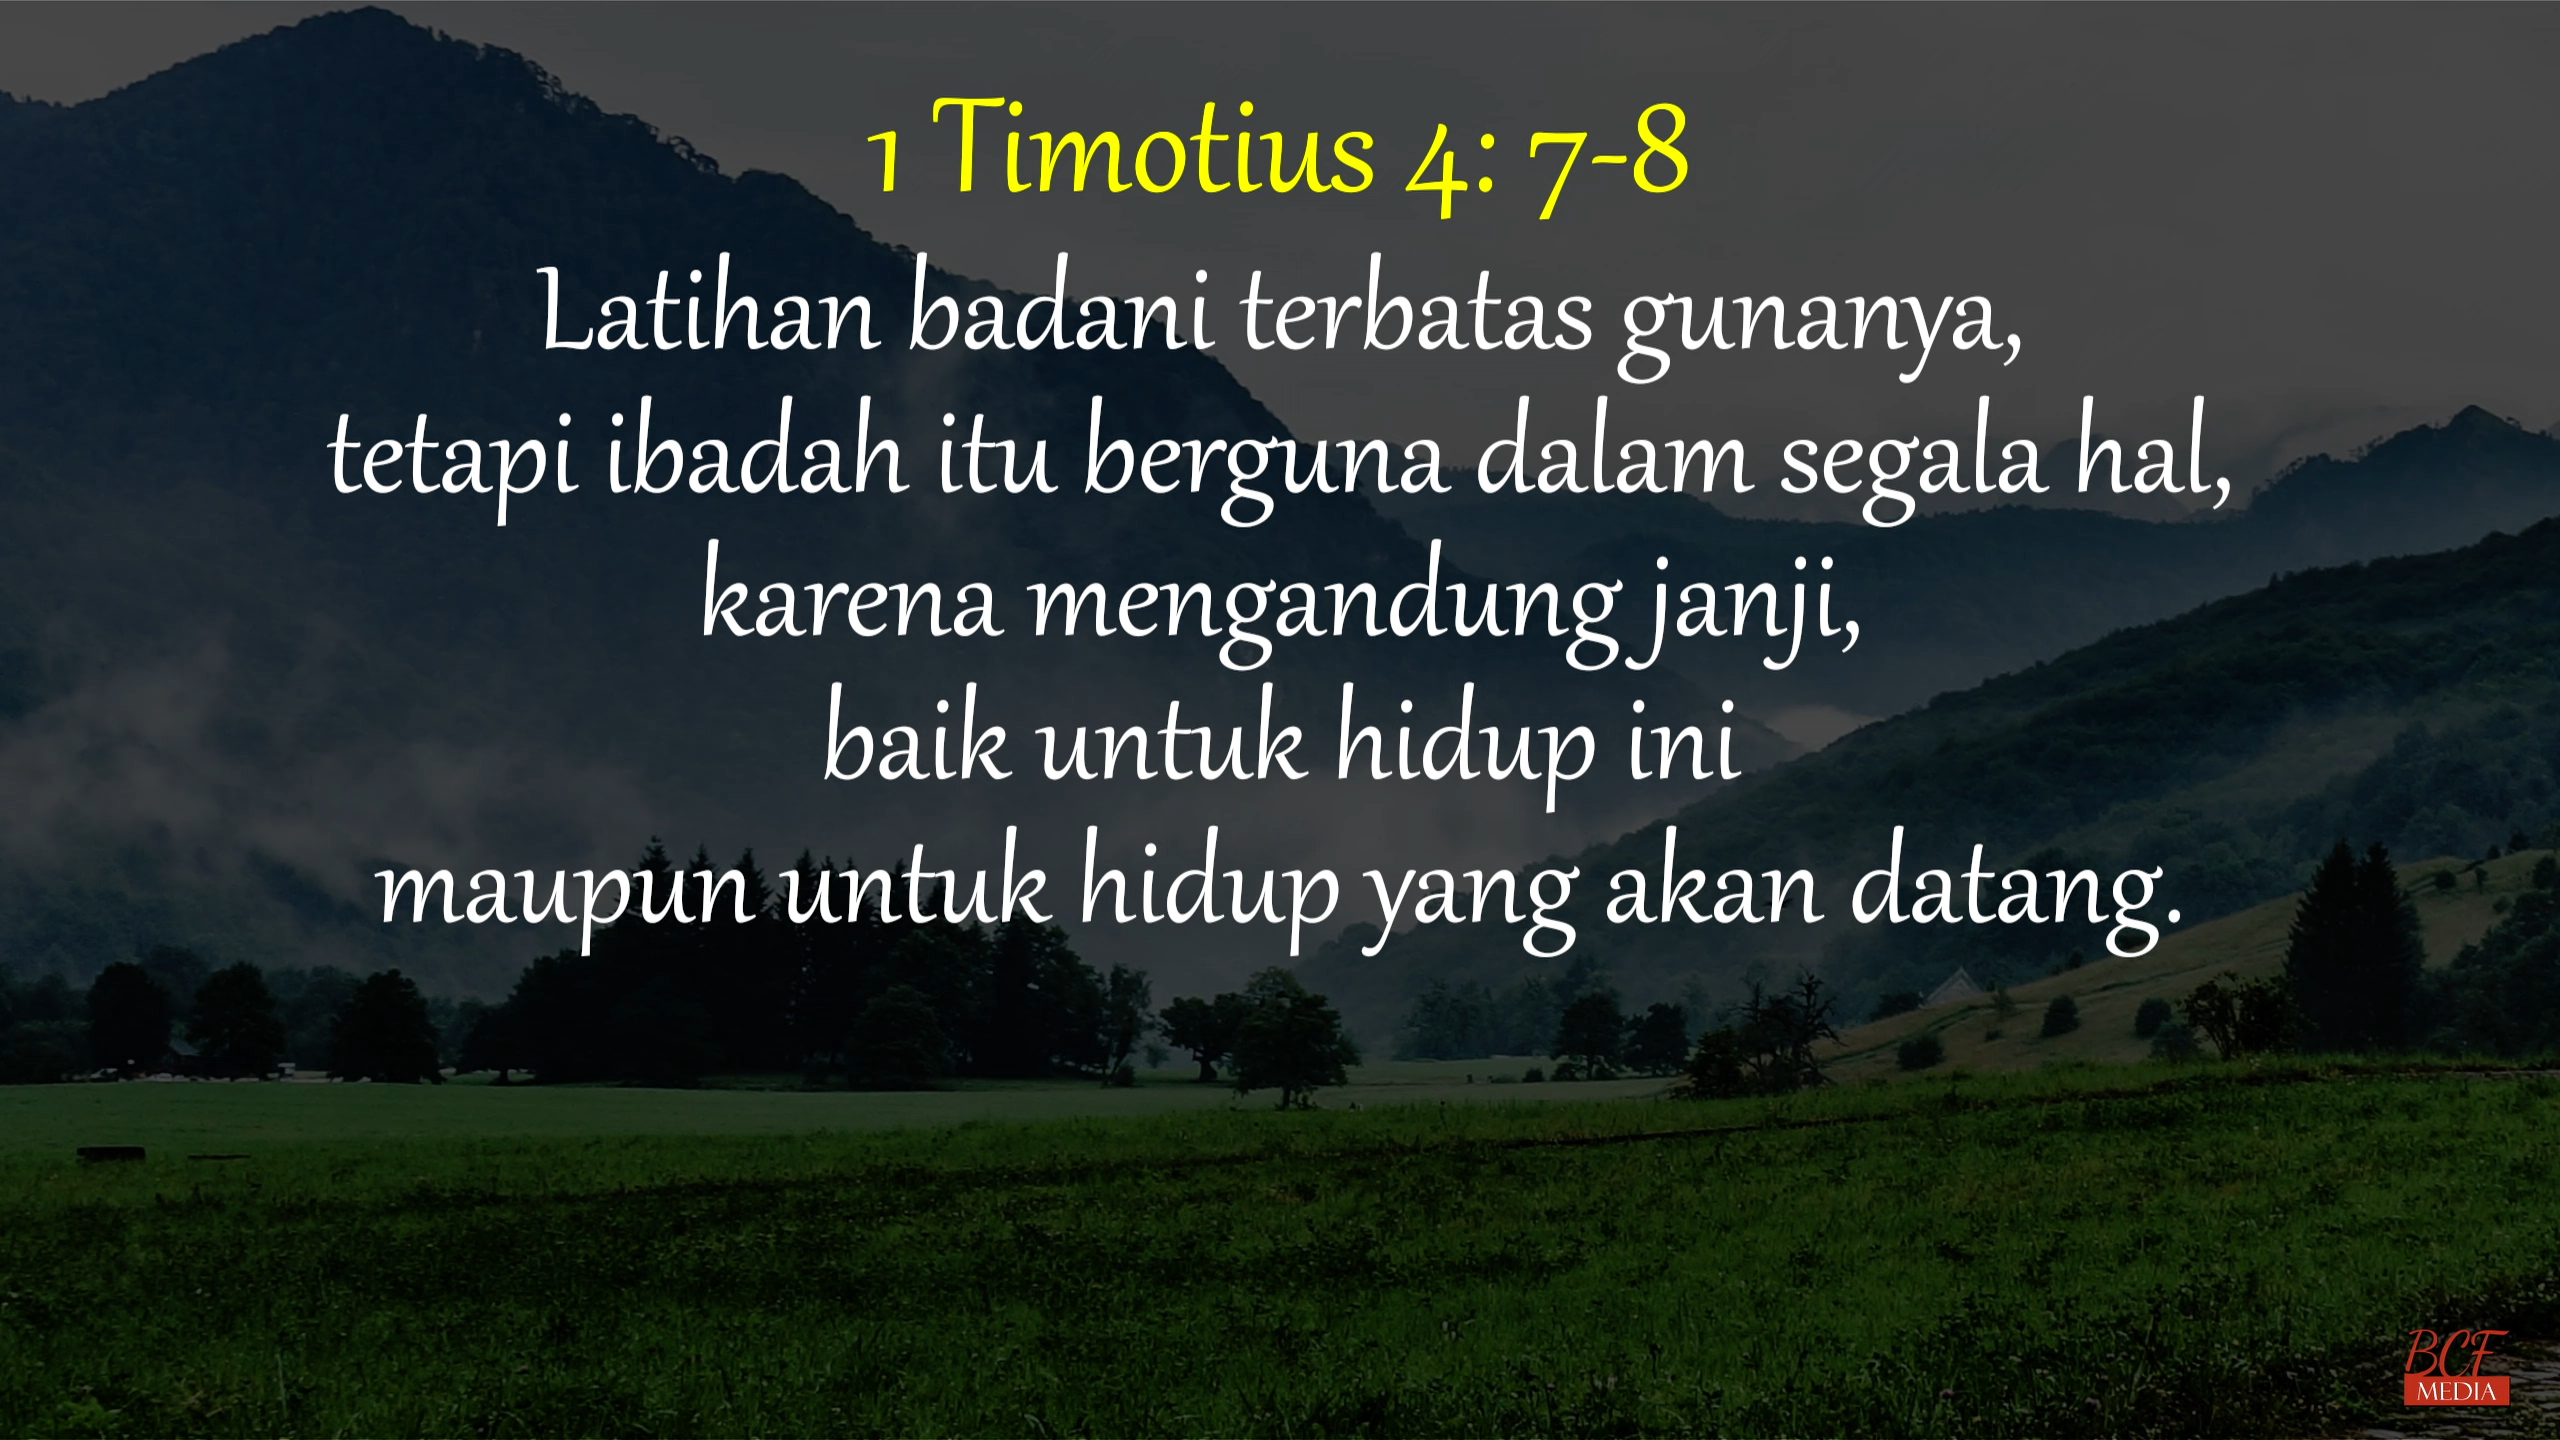 1 Timotius 4: 7-8
Latihan badani terbatas gunanya,
tetapi ibadah itu berguna dalam segala hal,
karena mengandung janji,
baik untuk hidup ini
maupun untuk hidup yang akan datang.
BCF
MEDIA